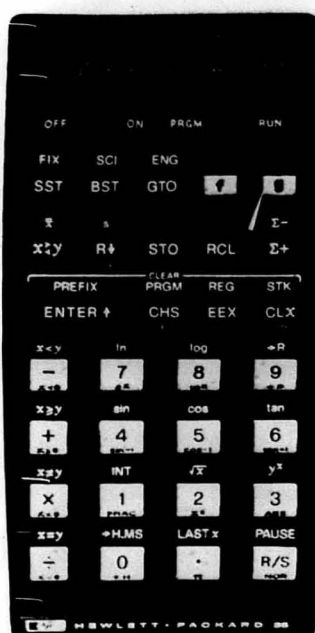 OFF ON PRGM RUN
FIX SCI ENG
SST BST GTO f g
x̄ s Σ−
x≷y R↓ STO RCL Σ+
CLEAR
PREFIX PRGM REG STK
ENTER↑ CHS EEX CLx
x<y ln log →R
− 7 8 9
x≥y sin cos tan
+ 4 5 6
x≠y INT √x yˣ
× 1 2 3
x=y →H.MS LAST x PAUSE
÷ 0 · R/S
π
HEWLETT·PACKARD